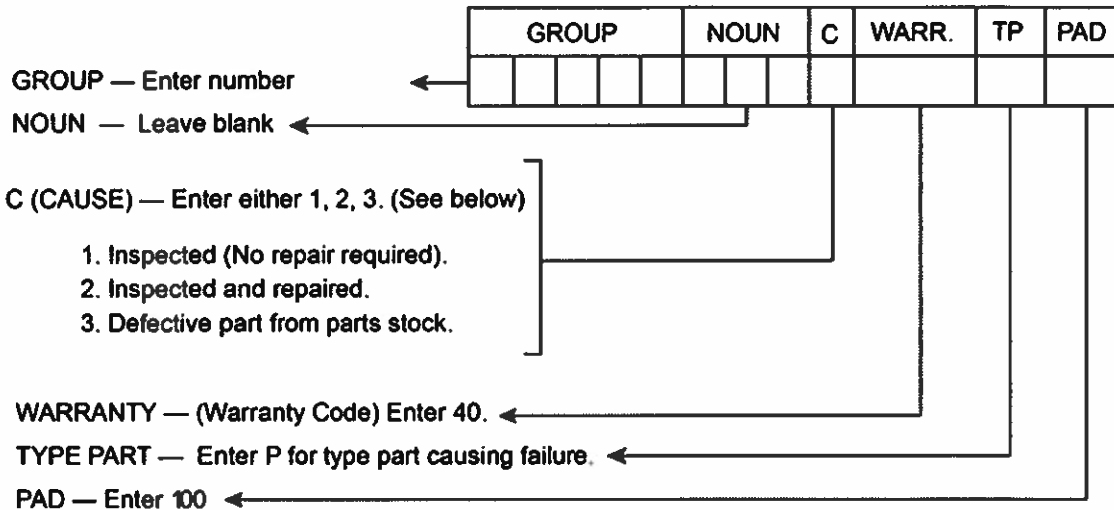 GROUP NOUN C WARR. TP PAD
GROUP — Enter number
NOUN — Leave blank
C (CAUSE) — Enter either 1, 2, 3. (See below)
1. Inspected (No repair required).
2. Inspected and repaired.
3. Defective part from parts stock.
WARRANTY — (Warranty Code) Enter 40.
TYPE PART — Enter P for type part causing failure.
PAD — Enter 100